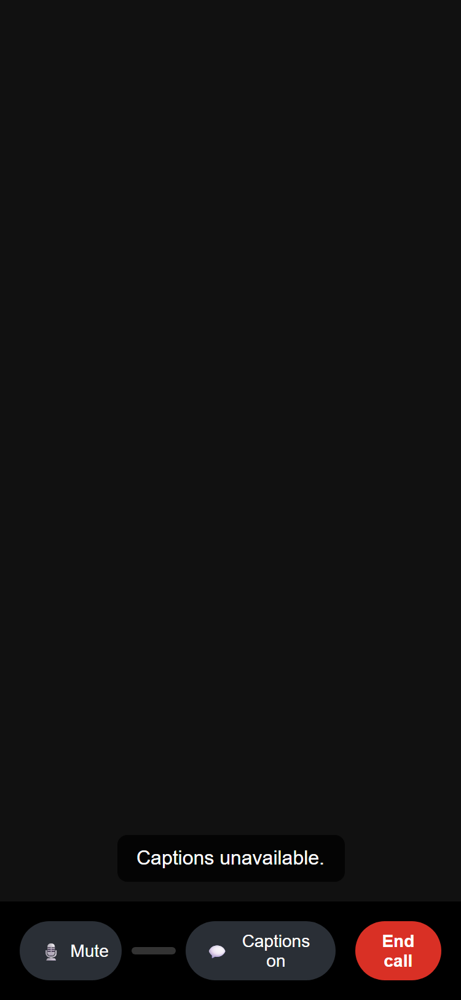 Captions unavailable.
Mute
Captions
on
End
call